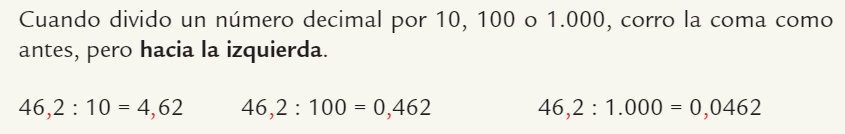 Cuando divido un número decimal por 10, 100 o 1.000, corro la coma como
antes, pero hacia la izquierda.
46,2 : 10 = 4,62 46,2 : 100 = 0,462 46,2 : 1.000 = 0,0462